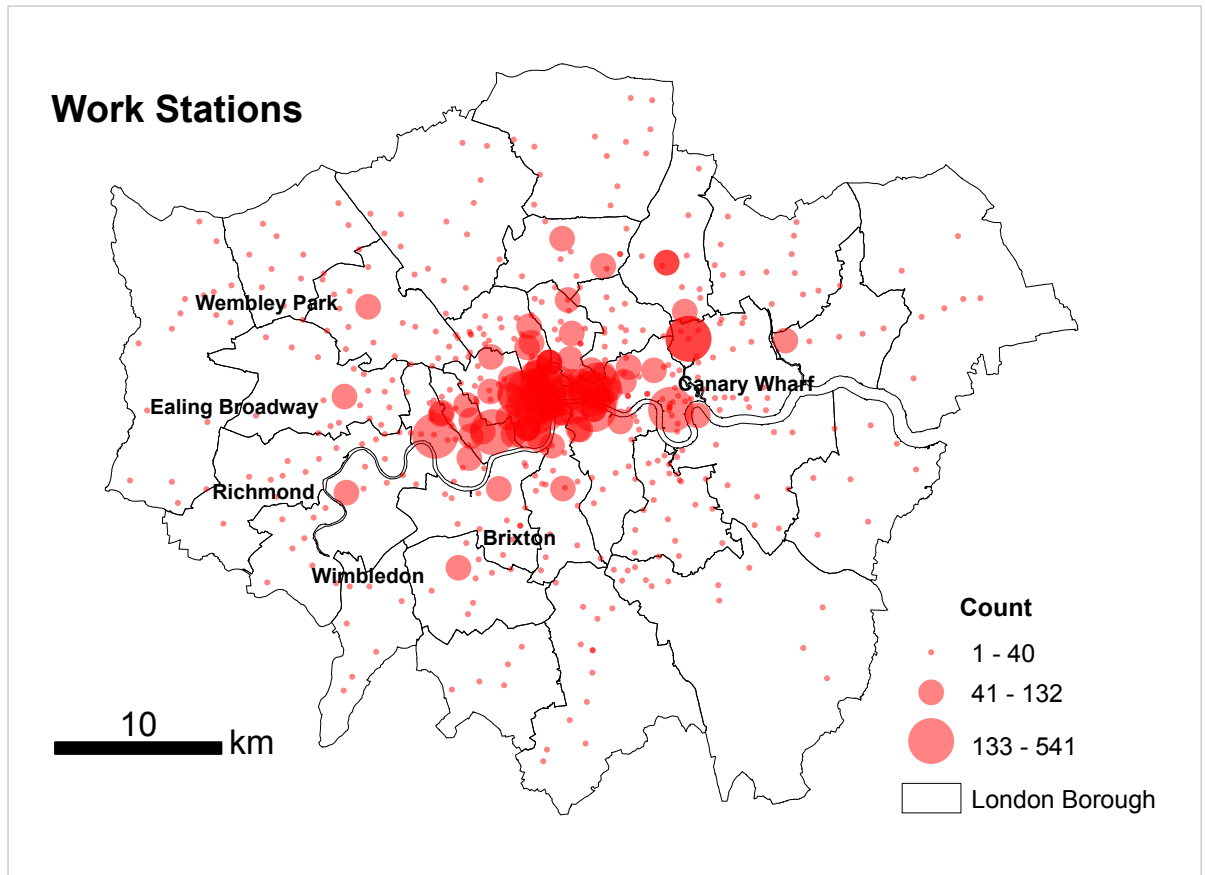 Work Stations
Wembley Park
Canary Wharf
Ealing Broadway
Richmond
Brixton
Wimbledon
Count
1 - 40
41 - 132
133 - 541
London Borough
10
km